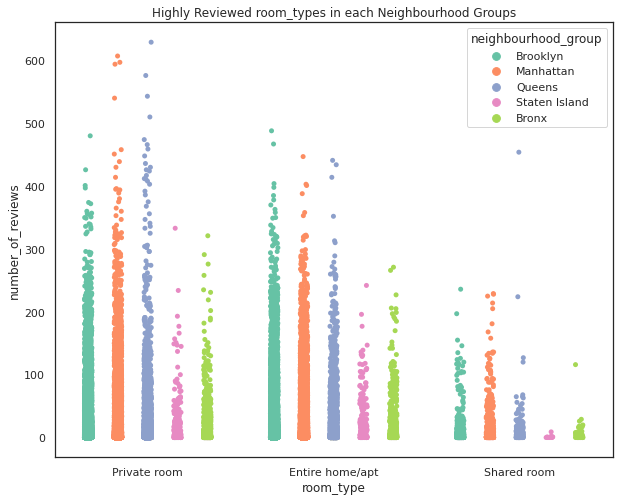 Highly Reviewed room_types in each Neighbourhood Groups
neighbourhood_group
Brooklyn
Manhattan
Queens
Staten Island
Bronx
number_of_reviews
600
500
400
300
200
100
0
Private room
Entire home/apt
Shared room
room_type